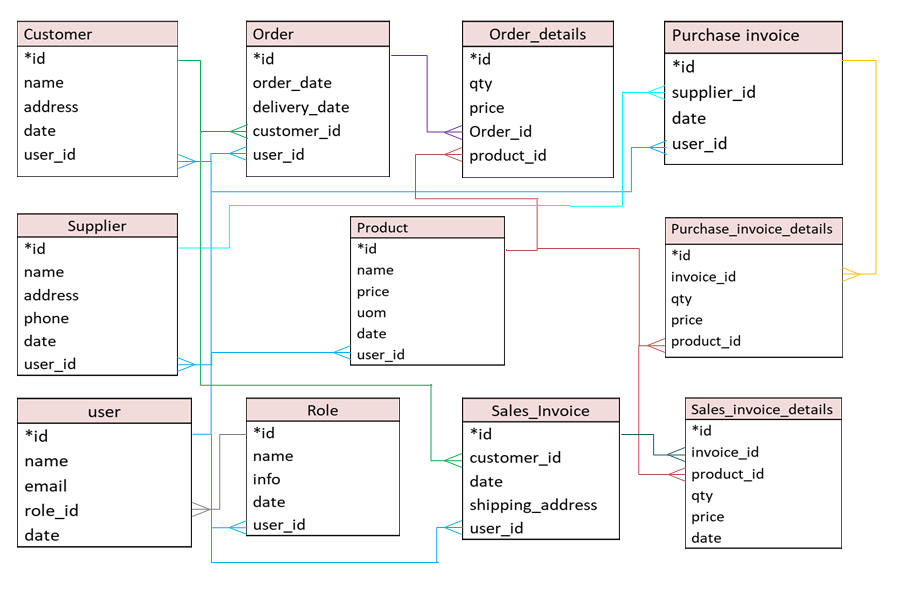 Customer
*id
name
address
date
user_id
Order
*id
order_date
delivery_date
customer_id
user_id
Order_details
*id
qty
price
Order_id
product_id
Purchase invoice
*id
supplier_id
date
user_id
Supplier
*id
name
address
phone
date
user_id
Product
*id
name
price
uom
date
user_id
Purchase_invoice_details
*id
invoice_id
qty
price
product_id
user
*id
name
email
role_id
date
Role
*id
name
info
date
user_id
Sales_Invoice
*id
customer_id
date
shipping_address
user_id
Sales_invoice_details
*id
invoice_id
product_id
qty
price
date